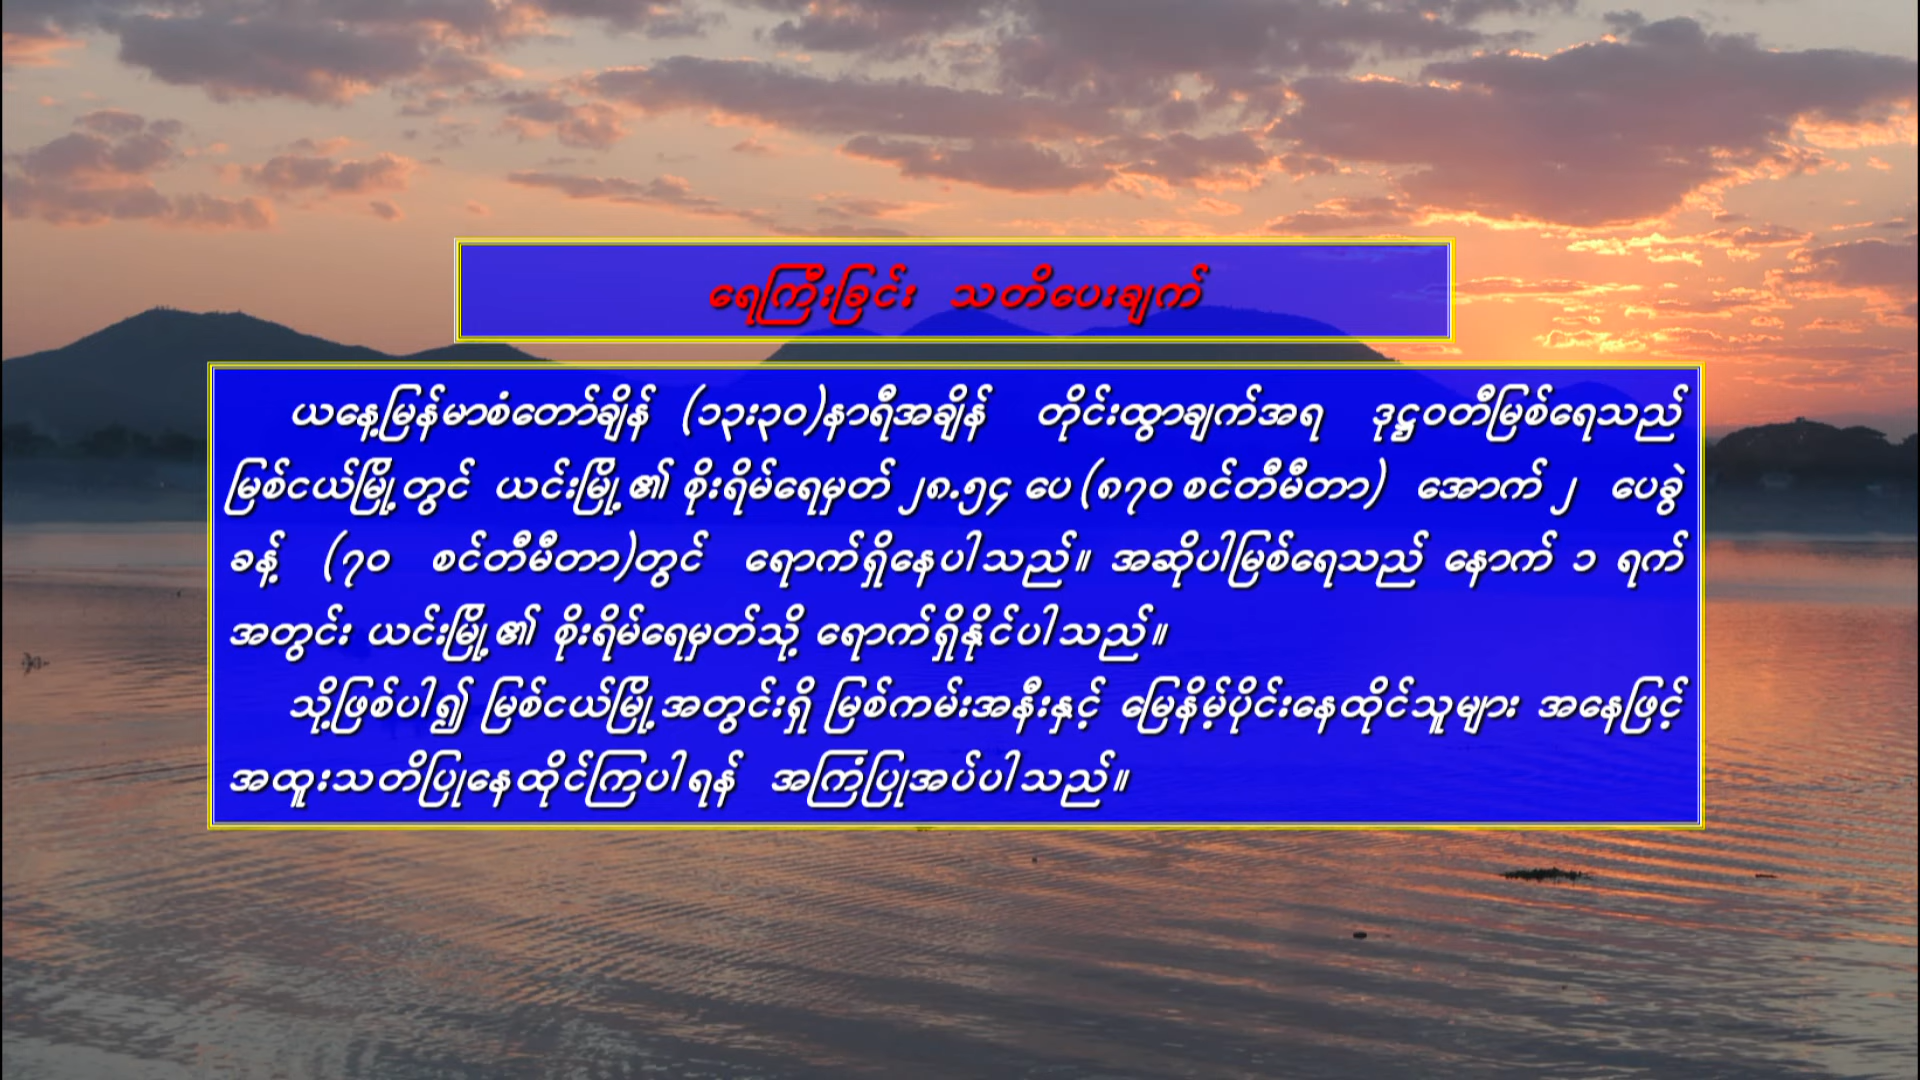 ရေကြီးခြင်း သတိပေးချက်
ယနေ့မြန်မာစံတော်ချိန် (၁၃း၃၀)နာရီအချိန် တိုင်းထွာချက်အရ ဒုဋ္ဌဝတီမြစ်ရေသည်
မြစ်ငယ်မြို့တွင် ယင်းမြို့၏ စိုးရိမ်ရေမှတ် ၂၈.၅၄ ပေ (၈၇၀ စင်တီမီတာ) အောက် ၂ ပေခွဲ
ခန့် (၇၀ စင်တီမီတာ)တွင် ရောက်ရှိနေပါသည်။ အဆိုပါမြစ်ရေသည် နောက် ၁ ရက်
အတွင်း ယင်းမြို့၏ စိုးရိမ်ရေမှတ်သို့ ရောက်ရှိနိုင်ပါသည်။
သို့ဖြစ်ပါ၍ မြစ်ငယ်မြို့အတွင်းရှိ မြစ်ကမ်းအနီးနှင့် မြေနိမ့်ပိုင်းနေထိုင်သူများ အနေဖြင့်
အထူးသတိပြုနေထိုင်ကြပါရန် အကြံပြုအပ်ပါသည်။